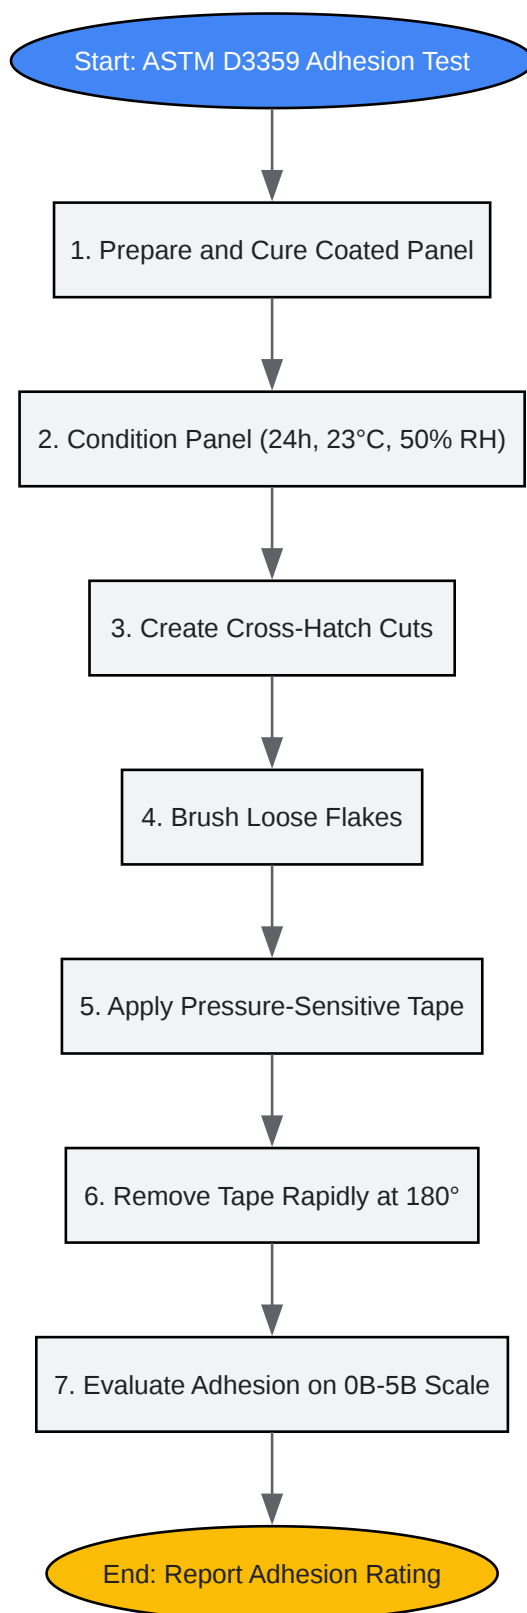 Start: ASTM D3359 Adhesion Test
1. Prepare and Cure Coated Panel
2. Condition Panel (24h, 23°C, 50% RH)
3. Create Cross-Hatch Cuts
4. Brush Loose Flakes
5. Apply Pressure-Sensitive Tape
6. Remove Tape Rapidly at 180°
7. Evaluate Adhesion on 0B-5B Scale
End: Report Adhesion Rating